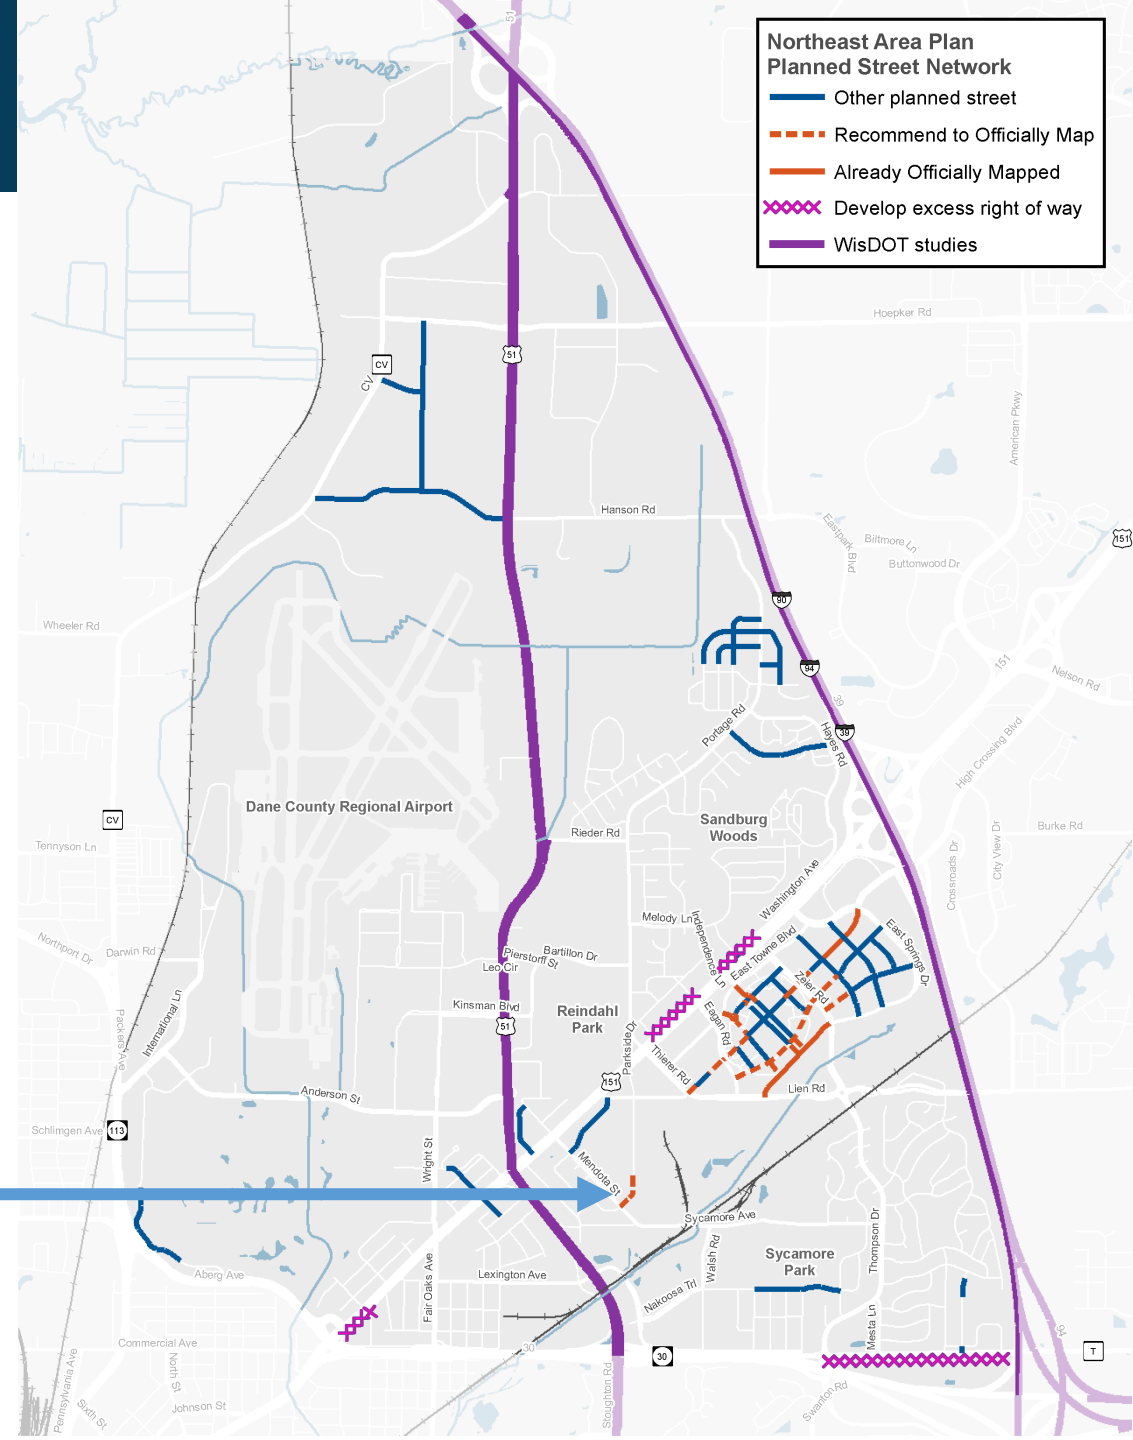 51
Northeast Area Plan
Planned Street Network
Other planned street
Recommend to Officially Map
Already Officially Mapped
Develop excess right of way
WisDOT studies
Hoepker Rd
51
CV
CV
American Pkwy
Hanson Rd
Eastpark Blvd
Biltmore Ln
Buttonwood Dr
151
90
Wheeler Rd
94
151
Nelson Rd
39
Portage Rd
Hayes Rd
39
High Crossing Blvd
Dane County Regional Airport
CV
Sandburg
Woods
Rieder Rd
Burke Rd
City View Dr
Crossroads Dr
Tennyson Ln
Washington Ave
Melody Ln
Independence Ln
East Towne Blvd
East Springs Dr
Northport Dr
Darwin Rd
Bartillon Dr
Pierstorff St
Leo Cir
Zeier Rd
International Ln
Kinsman Blvd
Reindahl
Park
51
Eagan Rd
Packers Ave
Parkside Dr
Thierer Rd
151
Lien Rd
Anderson St
113
Schlimgen Ave
Wright St
Mendota St
Sycamore Ave
Thompson Dr
Walsh Rd
Sycamore
Park
Aberg Ave
Lexington Ave
Fair Oaks Ave
Nakoosa Trl
Mesta Ln
Commercial Ave
30
30
94
T
North St
Pennsylvania Ave
Stoughton Rd
Swanton Rd
Johnson St
Sixth St